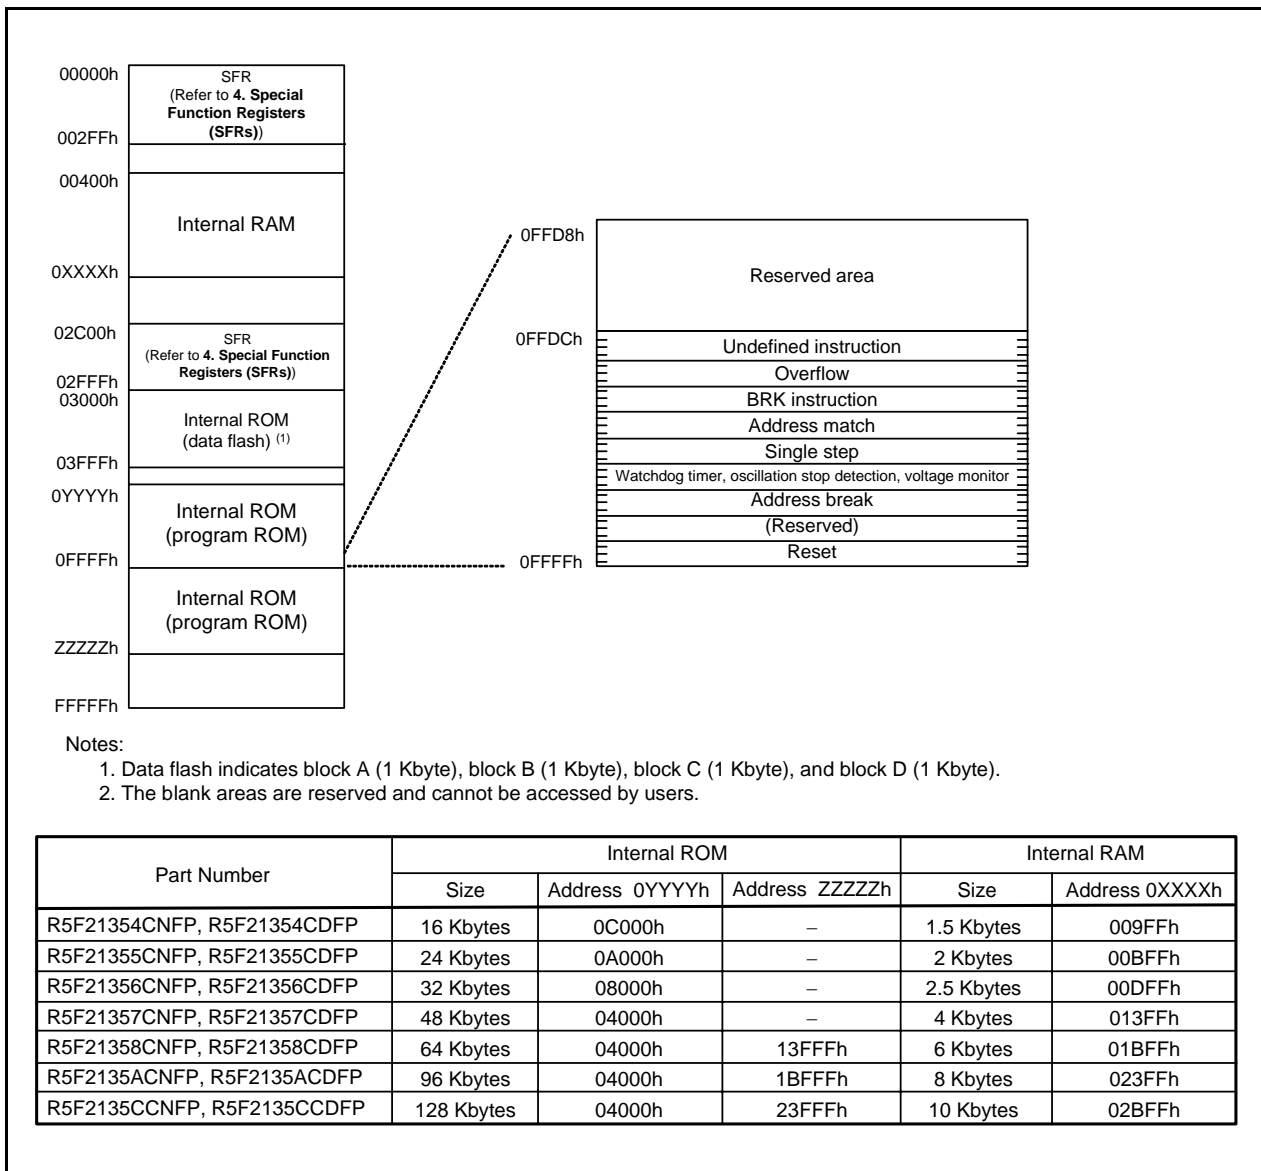 00000h
SFR
(Refer to 4. Special
Function Registers
(SFRs))
002FFh
00400h
Internal RAM
0XXXXh
02C00h
SFR
(Refer to 4. Special Function
Registers (SFRs))
02FFFh
03000h
Internal ROM
(data flash) (1)
03FFFh
0YYYYh
Internal ROM
(program ROM)
0FFFFh
Internal ROM
(program ROM)
ZZZZZh
FFFFFh
0FFD8h
Reserved area
0FFDCh
Undefined instruction
Overflow
BRK instruction
Address match
Single step
Watchdog timer, oscillation stop detection, voltage monitor
Address break
(Reserved)
Reset
0FFFFh
Notes:
1. Data flash indicates block A (1 Kbyte), block B (1 Kbyte), block C (1 Kbyte), and block D (1 Kbyte).
2. The blank areas are reserved and cannot be accessed by users.
Part Number Internal ROM Internal RAM
Size Address 0YYYYh Address ZZZZZh Size Address 0XXXXh
R5F21354CNFP, R5F21354CDFP 16 Kbytes 0C000h – 1.5 Kbytes 009FFh
R5F21355CNFP, R5F21355CDFP 24 Kbytes 0A000h – 2 Kbytes 00BFFh
R5F21356CNFP, R5F21356CDFP 32 Kbytes 08000h – 2.5 Kbytes 00DFFh
R5F21357CNFP, R5F21357CDFP 48 Kbytes 04000h – 4 Kbytes 013FFh
R5F21358CNFP, R5F21358CDFP 64 Kbytes 04000h 13FFFh 6 Kbytes 01BFFh
R5F2135ACNFP, R5F2135ACDFP 96 Kbytes 04000h 1BFFFh 8 Kbytes 023FFh
R5F2135CCNFP, R5F2135CCDFP 128 Kbytes 04000h 23FFFh 10 Kbytes 02BFFh